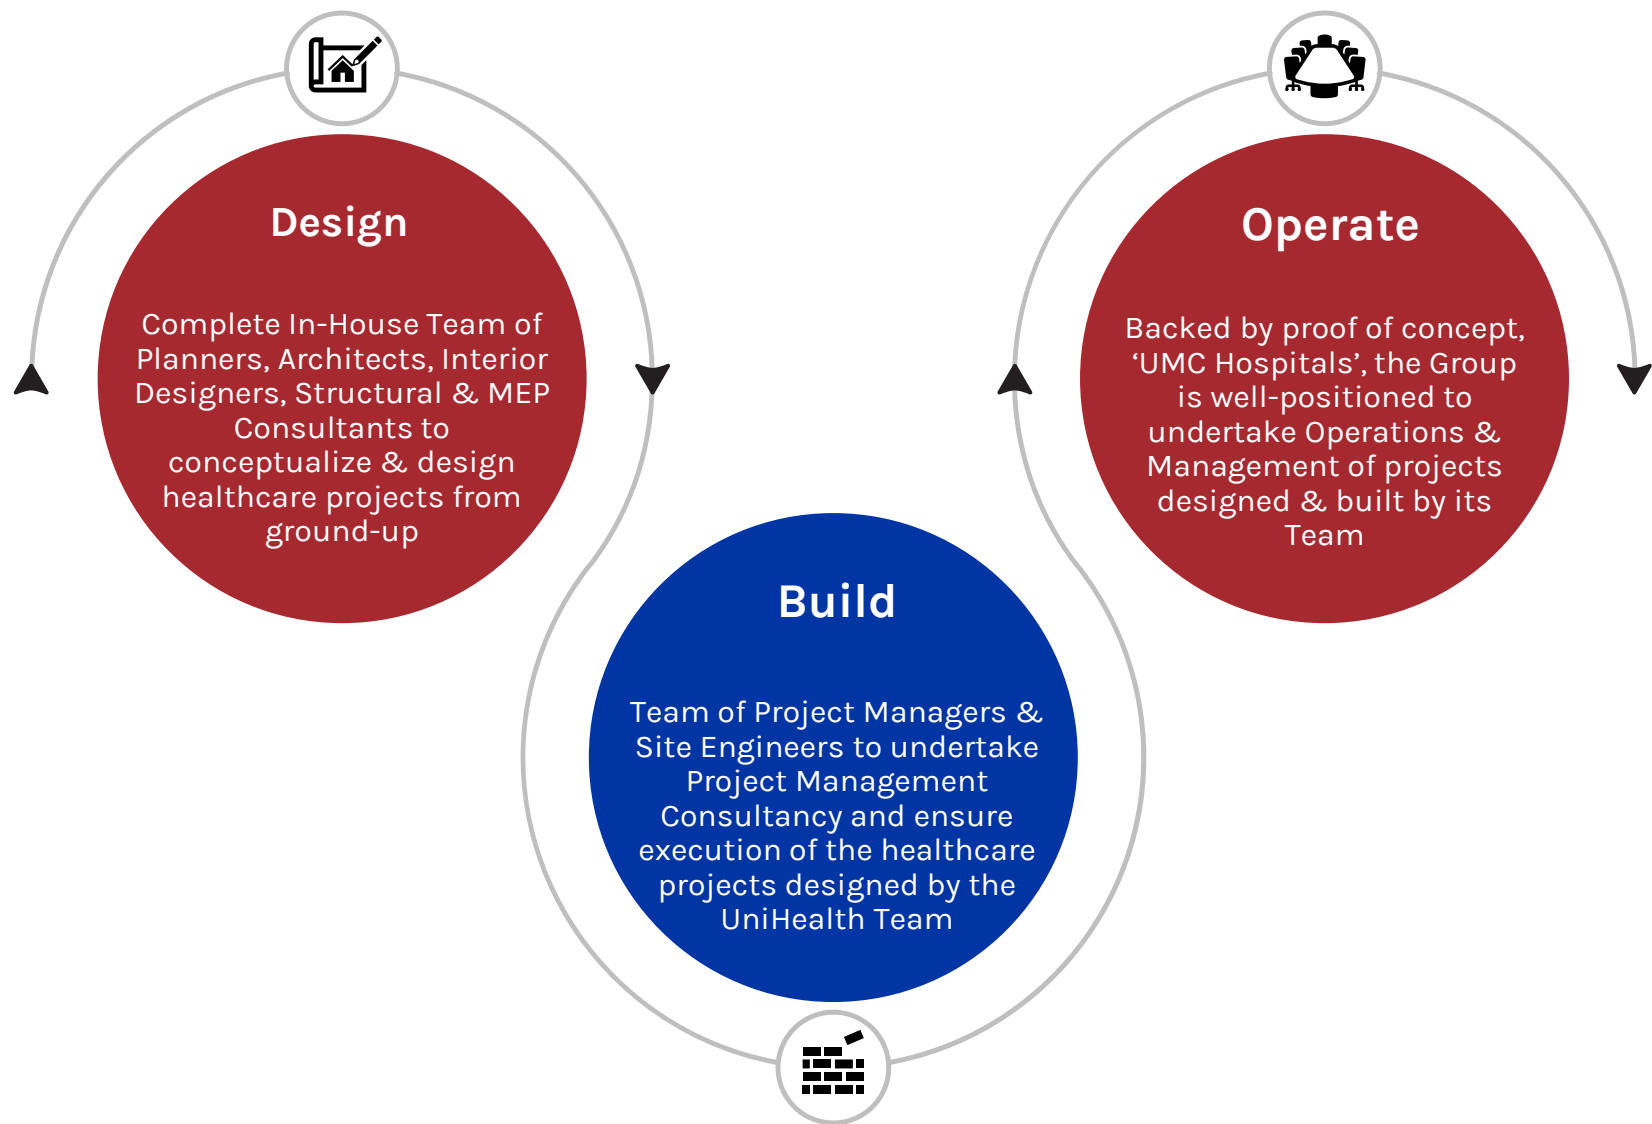 Design
Complete In-House Team of
Planners, Architects, Interior
Designers, Structural & MEP
Consultants to
conceptualize & design
healthcare projects from
ground-up
Build
Team of Project Managers &
Site Engineers to undertake
Project Management
Consultancy and ensure
execution of the healthcare
projects designed by the
UniHealth Team
Operate
Backed by proof of concept,
‘UMC Hospitals’, the Group
is well-positioned to
undertake Operations &
Management of projects
designed & built by its
Team